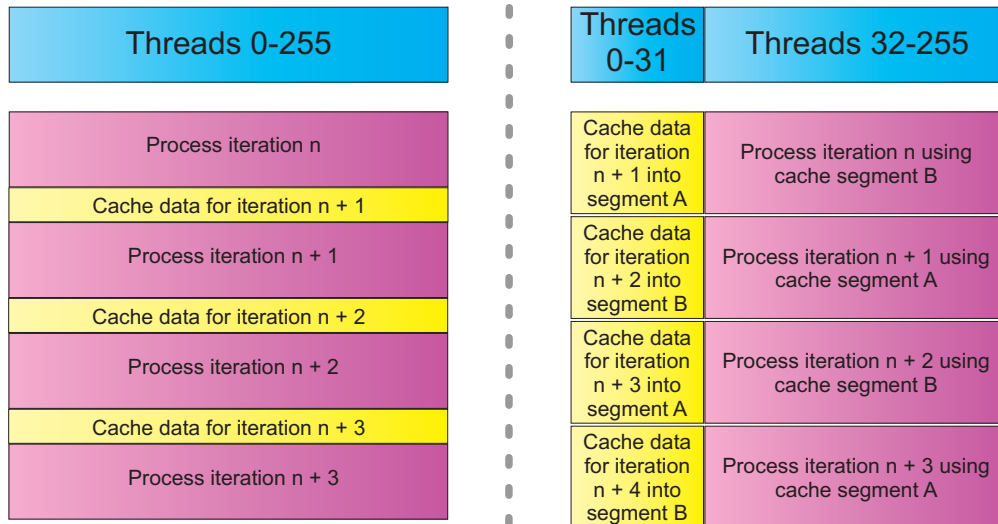 Threads 0-255
Process iteration n
Cache data for iteration n + 1
Process iteration n + 1
Cache data for iteration n + 2
Process iteration n + 2
Cache data for iteration n + 3
Process iteration n + 3
Threads
0-31
Threads 32-255
Cache data
for iteration
n + 1 into
segment A
Process iteration n using
cache segment B
Cache data
for iteration
n + 2 into
segment B
Process iteration n + 1 using
cache segment A
Cache data
for iteration
n + 3 into
segment A
Process iteration n + 2 using
cache segment B
Cache data
for iteration
n + 4 into
segment B
Process iteration n + 3 using
cache segment A